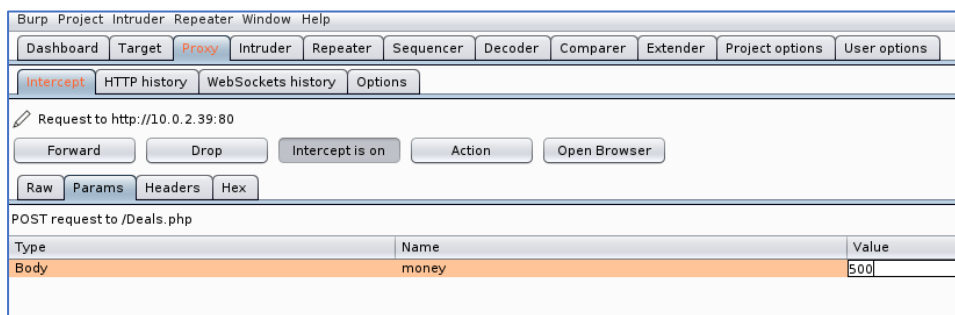 Burp Project Intruder Repeater Window Help
Dashboard Target Proxy Intruder Repeater Sequencer Decoder Comparer Extender Project options User options
Intercept HTTP history WebSockets history Options
Request to http://10.0.2.39:80
Forward Drop Intercept is on Action Open Browser
Raw Params Headers Hex
POST request to /Deals.php
Type Name Value
Body money 500